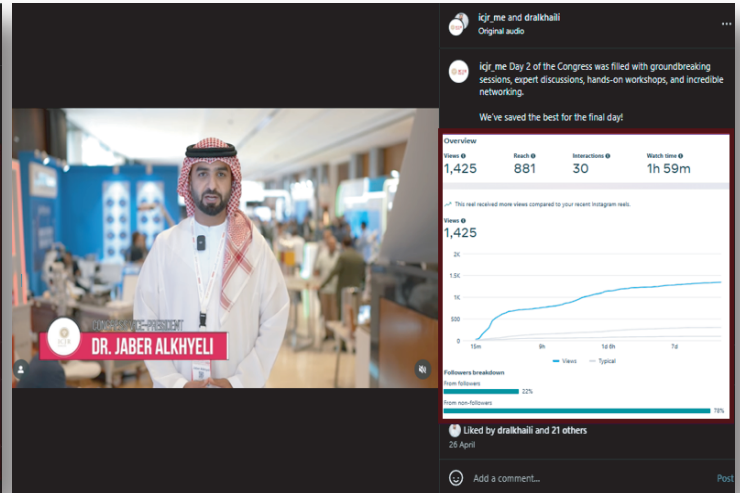 icjr_me and dralkhaili
Original audio
icjr_me Day 2 of the Congress was filled with groundbreaking
sessions, expert discussions, hands-on workshops, and incredible
networking.
We've saved the best for the final day!
Overview
Views
Reach
Interactions
Watch time
1,425
881
30
1h 59m
This reel received more views compared to your recent Instagram reels.
Views
1,425
2K
1.5K
1K
500
0
15m
9h
1d 6h
7d
Views
Typical
Followers breakdown
From followers
22%
From non-followers
78%
Liked by dralkhaili and 21 others
26 April
Add a comment...
Post
DR. JABER ALKHYELI